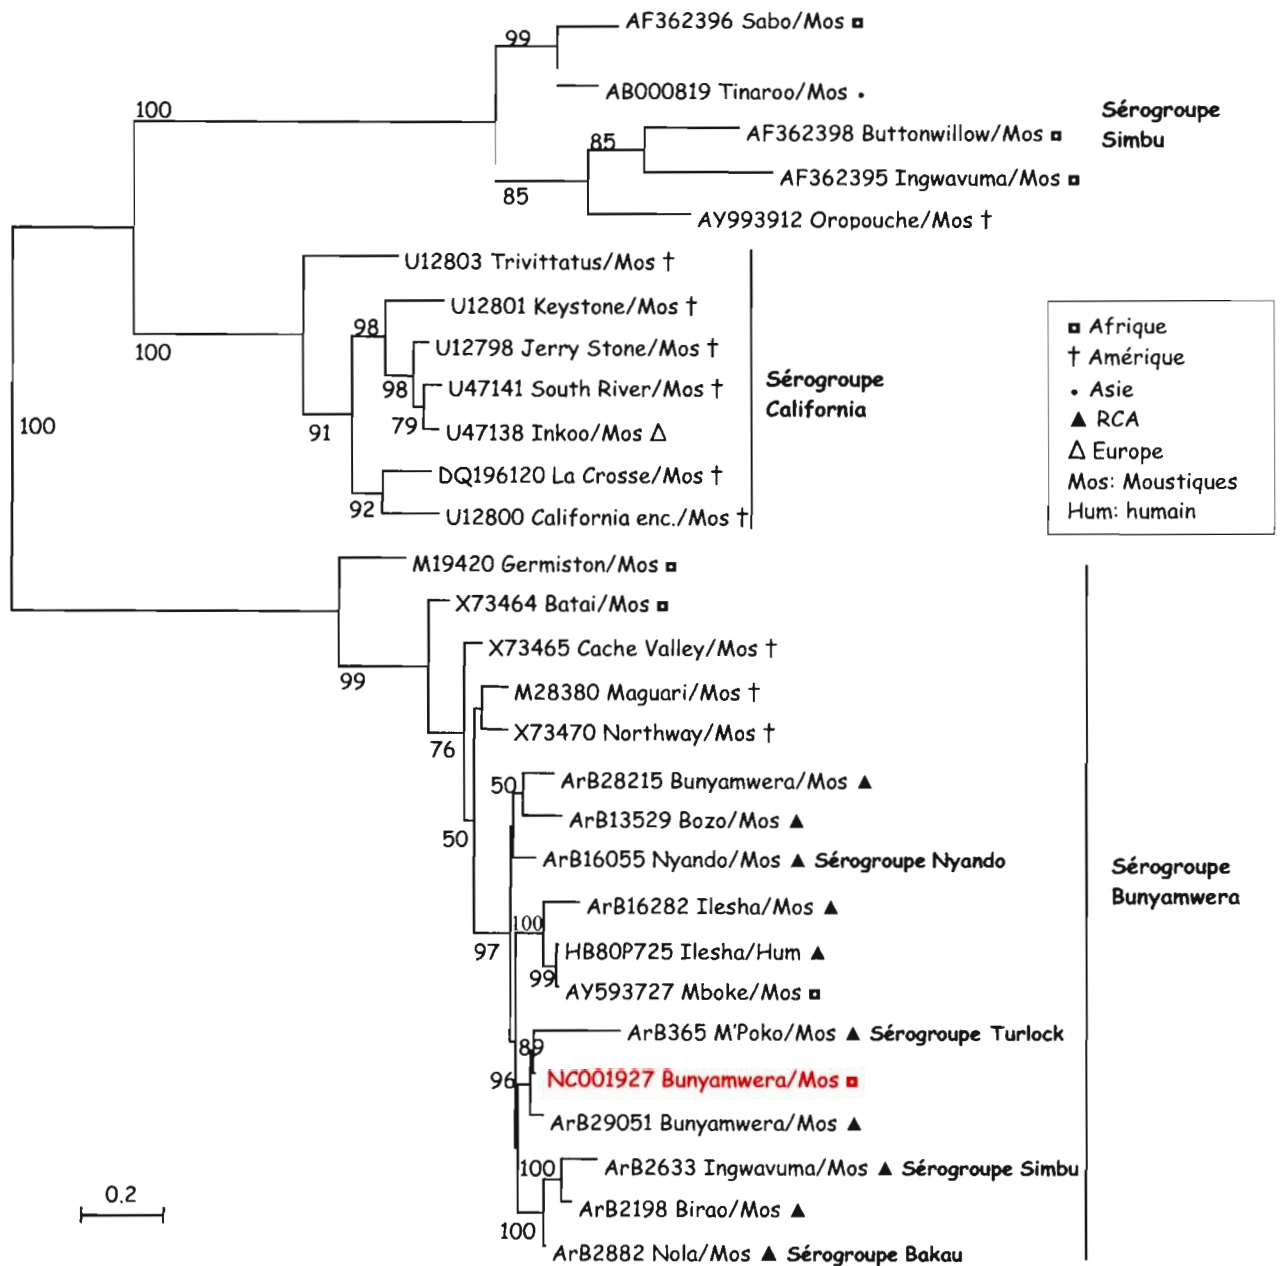 AF362396 Sabo/Mos ◘
99
AB000819 Tinaroo/Mos •
100
Sérogroupe
Simbu
AF362398 Buttonwillow/Mos ◘
85
AF362395 Ingwavuma/Mos ◘
85
AY993912 Oropouche/Mos †
U12803 Trivittatus/Mos †
U12801 Keystone/Mos †
98
U12798 Jerry Stone/Mos †
100
98
U47141 South River/Mos †
Sérogroupe
California
79
U47138 Inkoo/Mos Δ
100
91
DQ196120 La Crosse/Mos †
92
U12800 California enc./Mos †
◘ Afrique
† Amérique
• Asie
▲ RCA
Δ Europe
Mos: Moustiques
Hum: humain
M19420 Germiston/Mos ◘
X73464 Batai/Mos ◘
X73465 Cache Valley/Mos †
99
M28380 Maguari/Mos †
X73470 Northway/Mos †
76
50
ArB28215 Bunyamwera/Mos ▲
ArB13529 Bozo/Mos ▲
50
ArB16055 Nyando/Mos ▲ Sérogroupe Nyando
Sérogroupe
Bunyamwera
ArB16282 Ilesha/Mos ▲
100
97
HB80P725 Ilesha/Hum ▲
99
AY593727 Mboke/Mos ◘
ArB365 M'Poko/Mos ▲ Sérogroupe Turlock
89
96
NC001927 Bunyamwera/Mos ◘
ArB29051 Bunyamwera/Mos ▲
100
ArB2633 Ingwavuma/Mos ▲ Sérogroupe Simbu
0.2
ArB2198 Birao/Mos ▲
100
ArB2882 Nola/Mos ▲ Sérogroupe Bakau